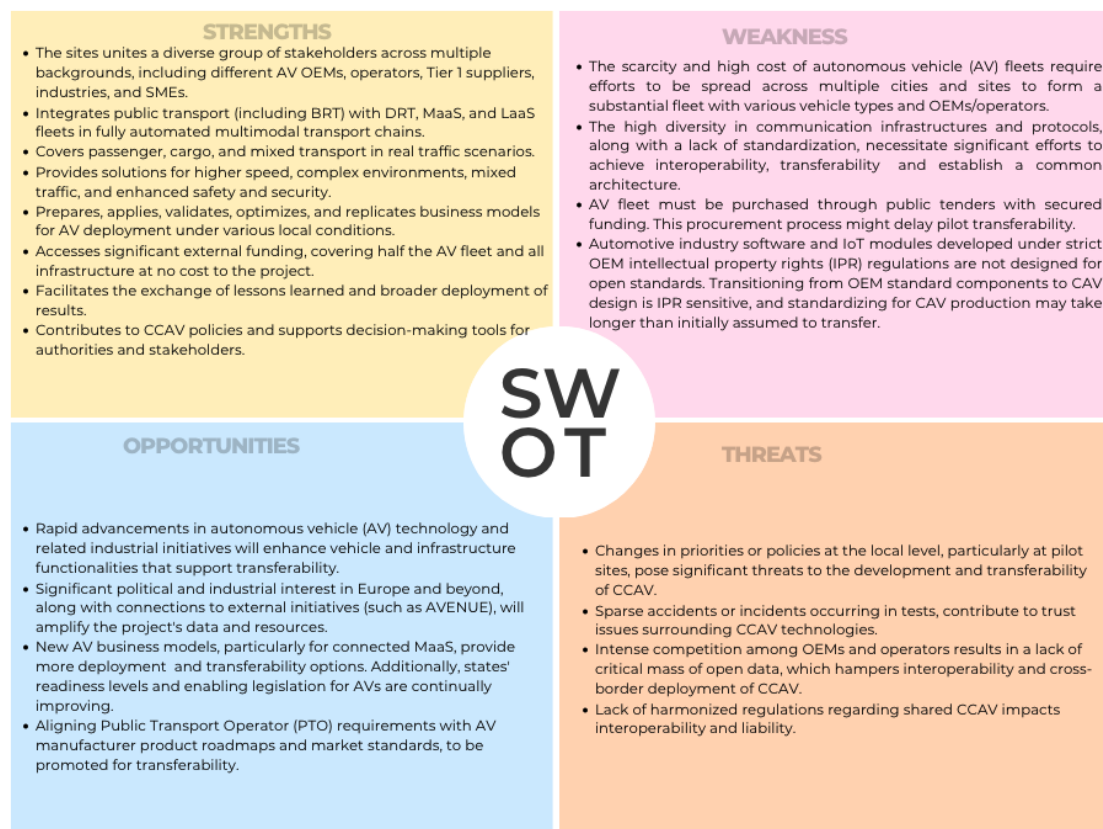 STRENGTHS
• The sites unites a diverse group of stakeholders across multiple
backgrounds, including different AV OEMs, operators, Tier 1 suppliers,
industries, and SMEs.
• Integrates public transport (including BRT) with DRT, MaaS, and LaaS
fleets in fully automated multimodal transport chains.
• Covers passenger, cargo, and mixed transport in real traffic scenarios.
• Provides solutions for higher speed, complex environments, mixed
traffic, and enhanced safety and security.
• Prepares, applies, validates, optimizes, and replicates business models
for AV deployment under various local conditions.
• Accesses significant external funding, covering half the AV fleet and all
infrastructure at no cost to the project.
• Facilitates the exchange of lessons learned and broader deployment of
results.
• Contributes to CCAV policies and supports decision-making tools for
authorities and stakeholders.
WEAKNESS
• The scarcity and high cost of autonomous vehicle (AV) fleets require
efforts to be spread across multiple cities and sites to form a
substantial fleet with various vehicle types and OEMs/operators.
• The high diversity in communication infrastructures and protocols,
along with a lack of standardization, necessitate significant efforts to
achieve interoperability, transferability and establish a common
architecture.
• AV fleet must be purchased through public tenders with secured
funding. This procurement process might delay pilot transferability.
• Automotive industry software and IoT modules developed under strict
OEM intellectual property rights (IPR) regulations are not designed for
open standards. Transitioning from OEM standard components to CAV
design is IPR sensitive, and standardizing for CAV production may take
longer than initially assumed to transfer.
SW
OT
OPPORTUNITIES
• Rapid advancements in autonomous vehicle (AV) technology and
related industrial initiatives will enhance vehicle and infrastructure
functionalities that support transferability.
• Significant political and industrial interest in Europe and beyond,
along with connections to external initiatives (such as AVENUE), will
amplify the project's data and resources.
• New AV business models, particularly for connected MaaS, provide
more deployment and transferability options. Additionally, states'
readiness levels and enabling legislation for AVs are continually
improving.
• Aligning Public Transport Operator (PTO) requirements with AV
manufacturer product roadmaps and market standards, to be
promoted for transferability.
THREATS
• Changes in priorities or policies at the local level, particularly at pilot
sites, pose significant threats to the development and transferability
of CCAV.
• Sparse accidents or incidents occurring in tests, contribute to trust
issues surrounding CCAV technologies.
• Intense competition among OEMs and operators results in a lack of
critical mass of open data, which hampers interoperability and cross-
border deployment of CCAV.
• Lack of harmonized regulations regarding shared CCAV impacts
interoperability and liability.